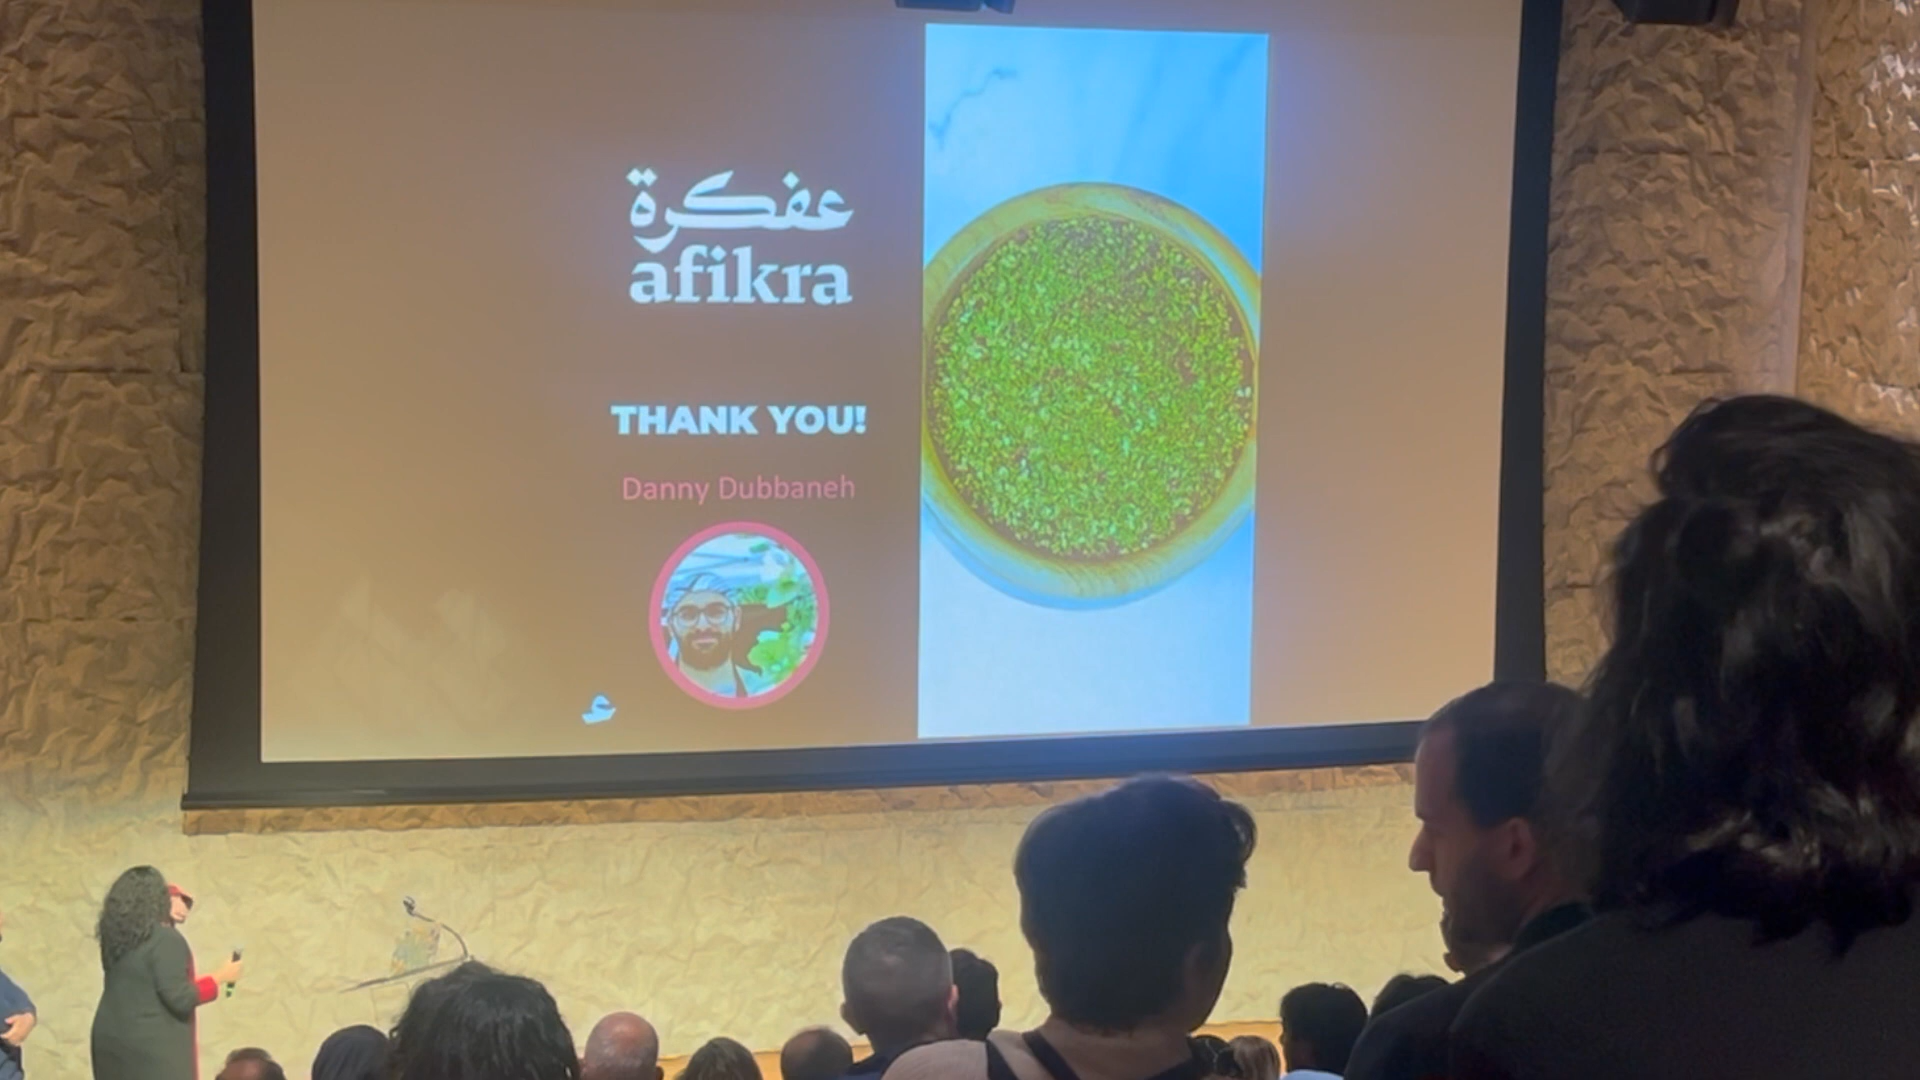 عفكرة
afikra
THANK YOU!
Danny Dubbaneh